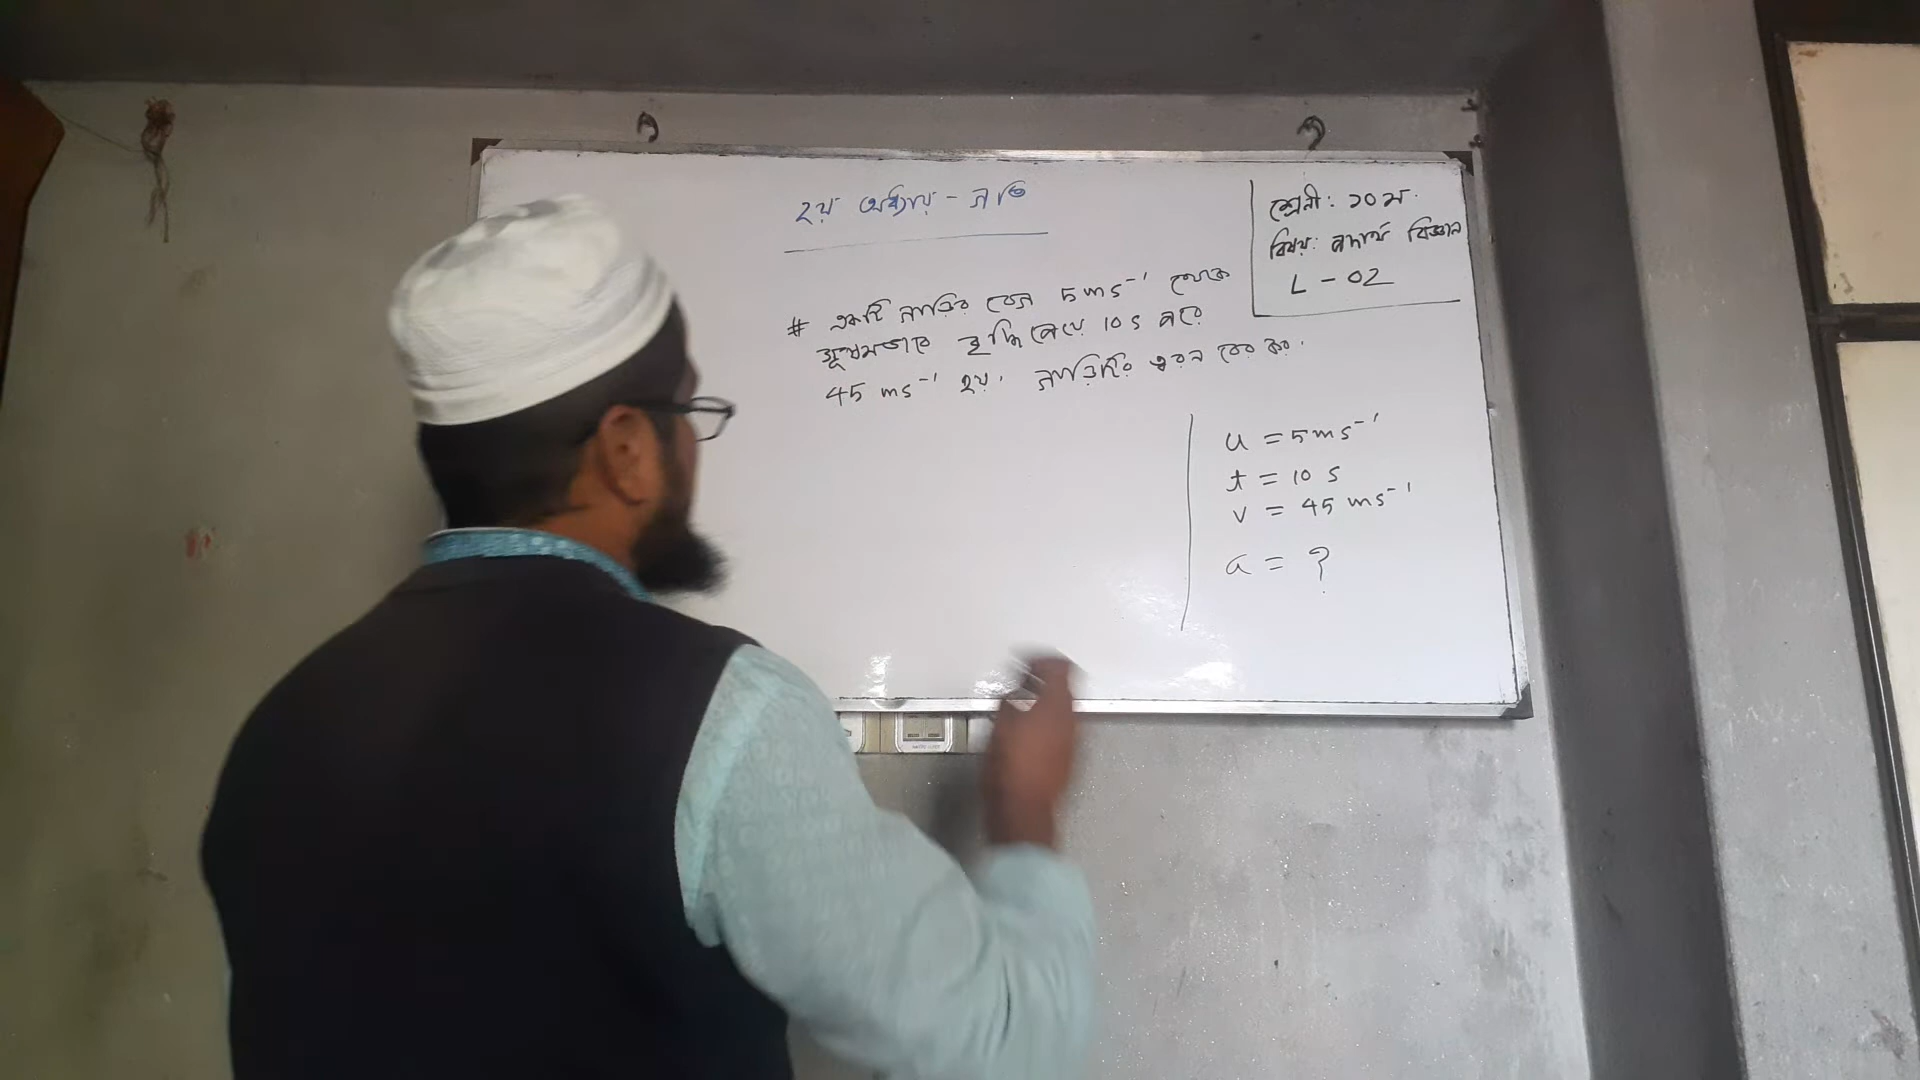 ২য় অধ্যায় - গতি
শ্রেনী: ১০ম.
বিষয়: পদার্থ বিজ্ঞান
L - 02
# একটি গাড়ির বেগ 5 ms⁻¹ থেকে
সুষমভাবে বৃদ্ধি পেয়ে 10 s পরে
45 ms⁻¹ হয়। গাড়িটির ত্বরন বের কর.
u = 5 ms⁻¹
t = 10 s
v = 45 ms⁻¹
a = ?